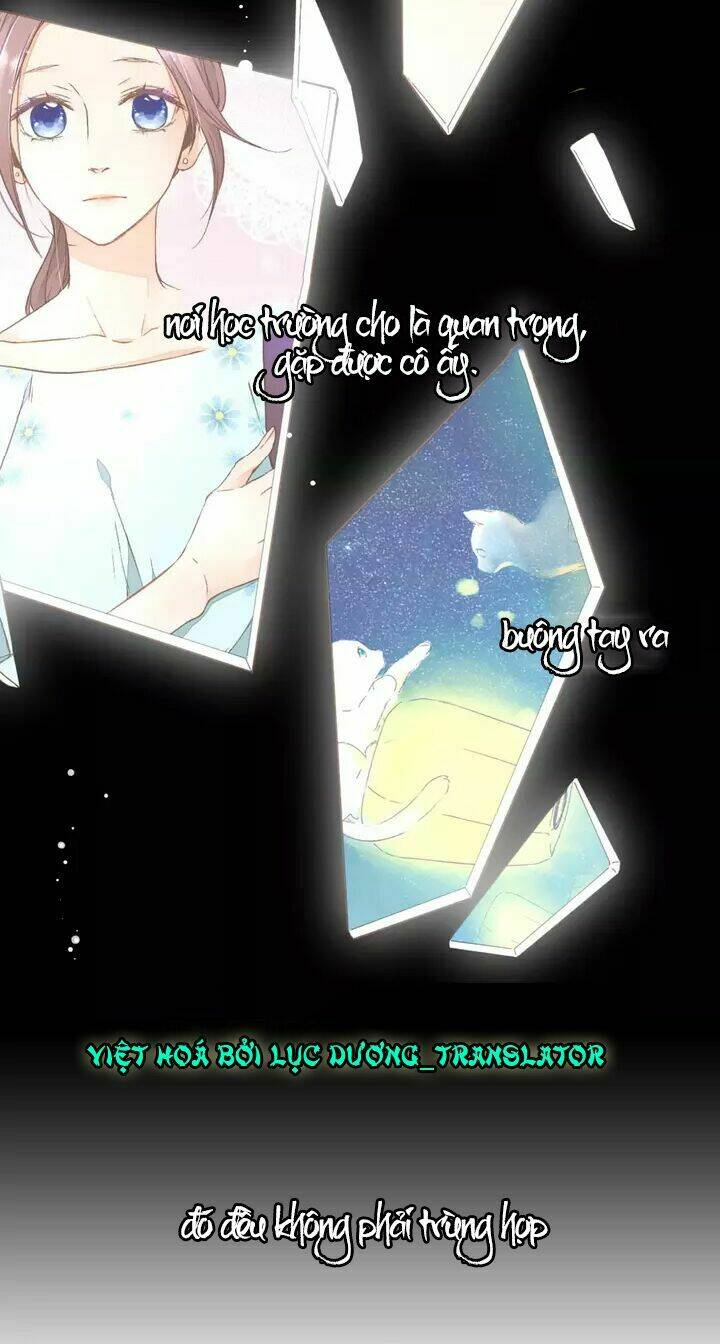 nơi học trường cho là quan trọng,
gặp được cô ấy.
buông tay ra
VIỆT HOÁ BỞI LỤC DƯƠNG_TRANSLATOR
đó đều không phải trùng hợp